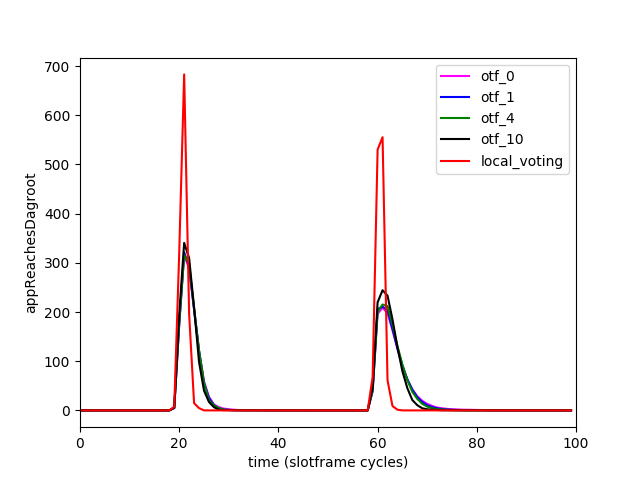 700
600
500
400
300
200
100
0
appReachesDagroot
0
20
40
60
80
100
time (slotframe cycles)
otf_0
otf_1
otf_4
otf_10
local_voting